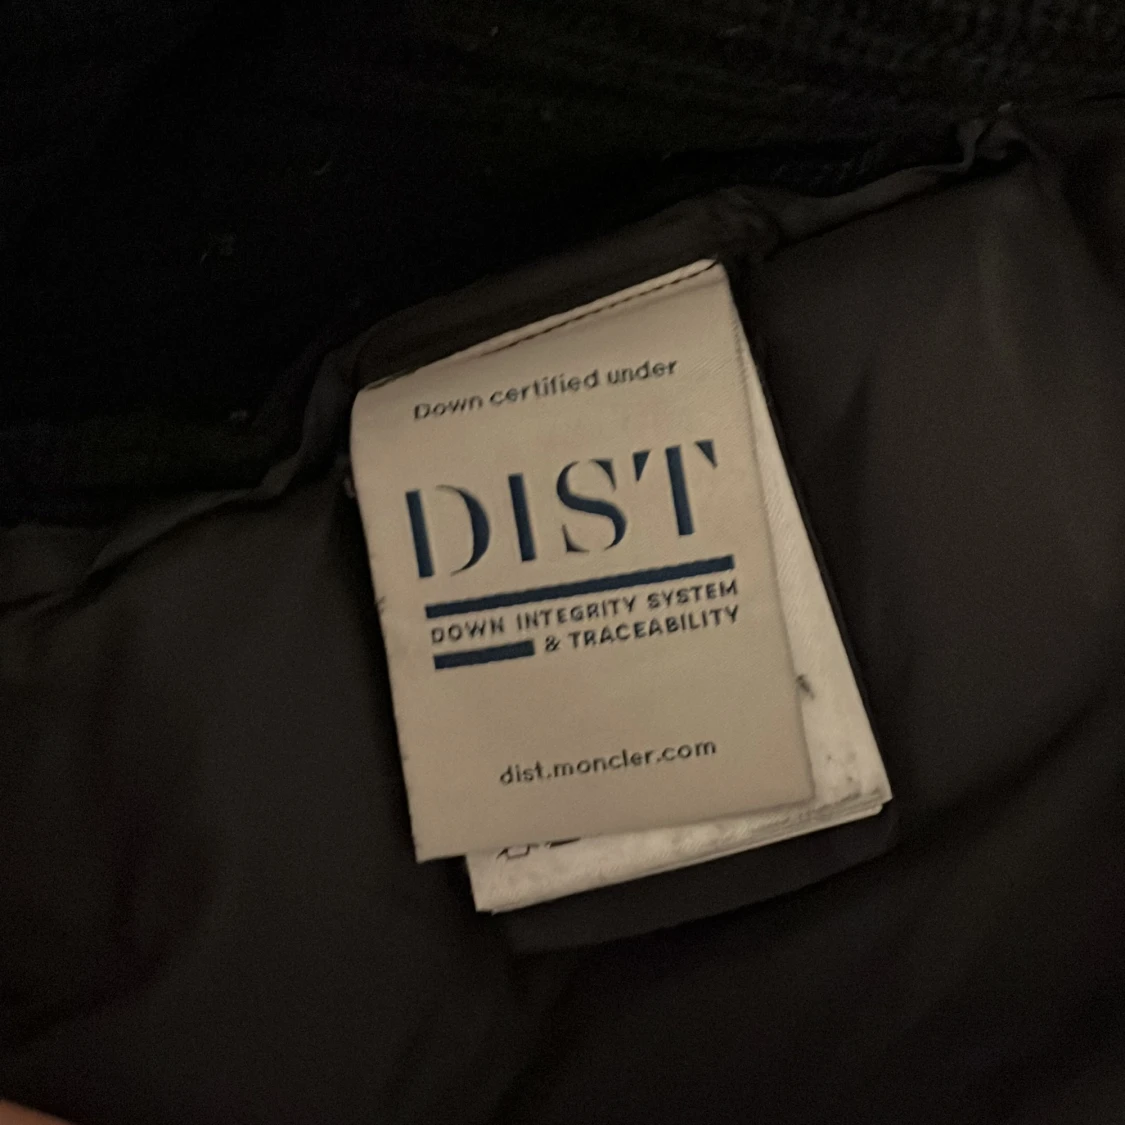 Down certified under
DIST
DOWN INTEGRITY SYSTEM
& TRACEABILITY
dist.moncler.com